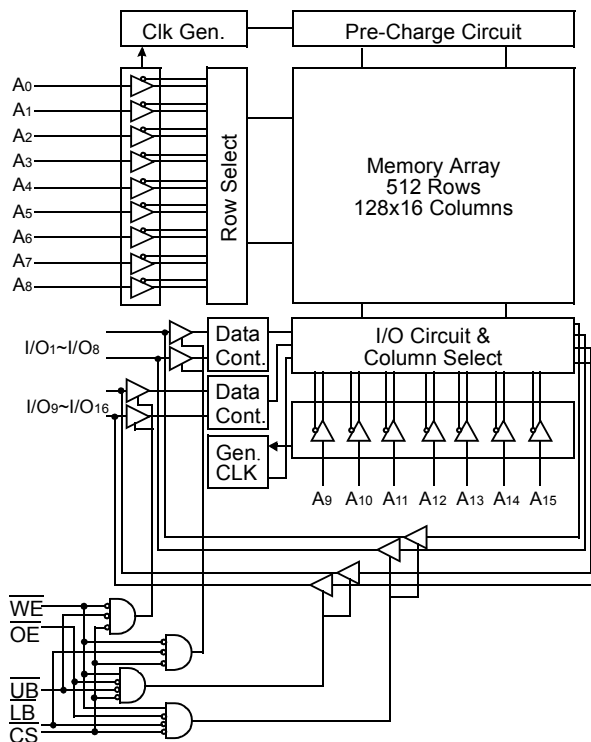 Clk Gen.
Pre-Charge Circuit
A0
A1
A2
A3
A4
A5
A6
A7
A8
Row Select
Memory Array
512 Rows
128x16 Columns
I/O1~I/O8
Data
Cont.
I/O Circuit &
Column Select
I/O9~I/O16
Data
Cont.
Gen.
CLK
A9 A10 A11 A12 A13 A14 A15
WE
OE
UB
LB
CS